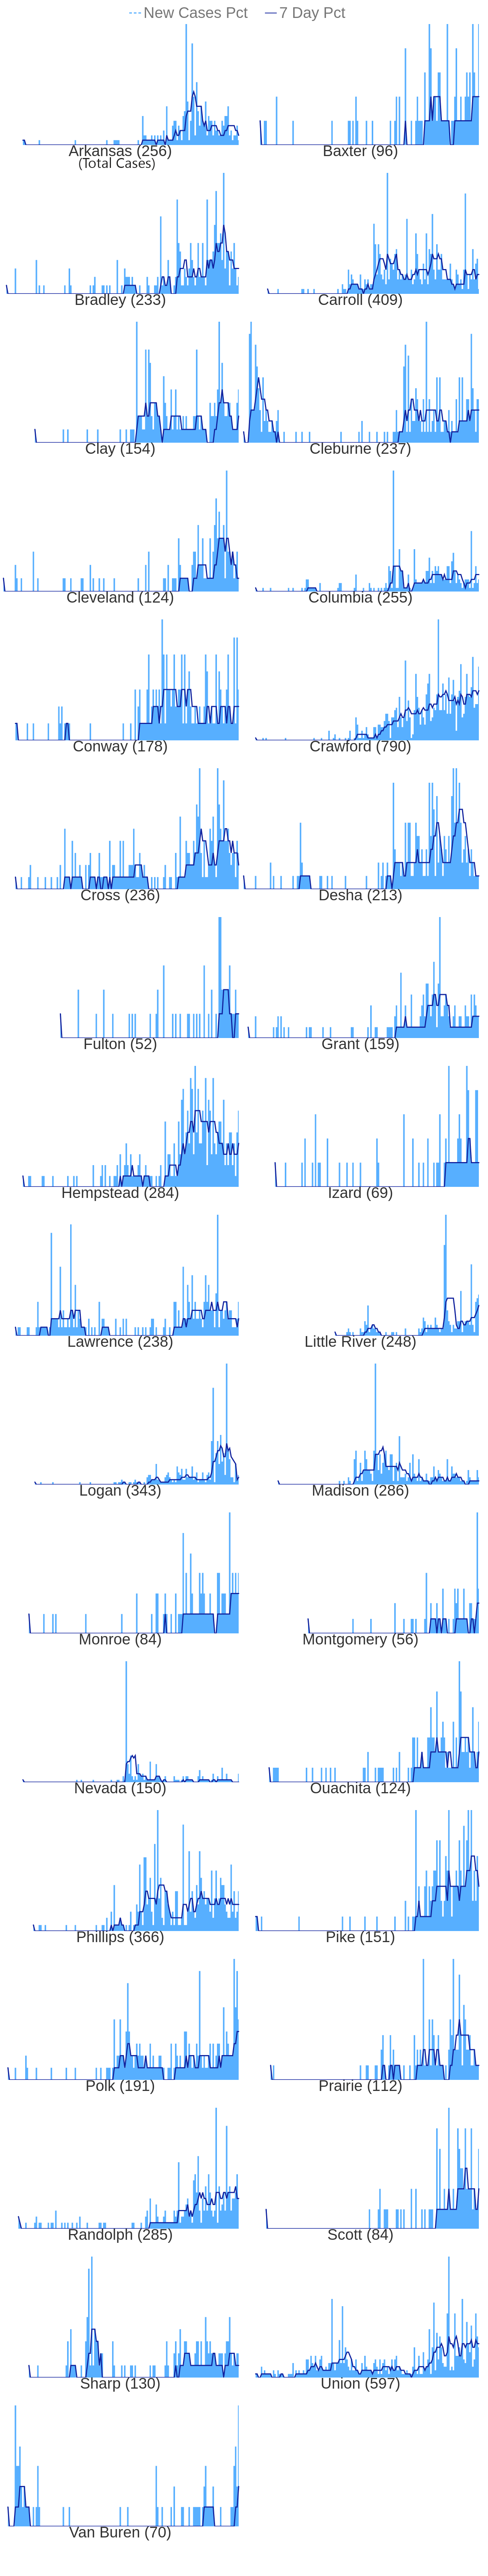 New Cases Pct 7 Day Pct
Arkansas (256) Baxter (96)
(Total Cases)
Bradley (233) Carroll (409)
Clay (154) Cleburne (237)
Cleveland (124) Columbia (255)
Conway (178) Crawford (790)
Cross (236) Desha (213)
Fulton (52) Grant (159)
Hempstead (284) Izard (69)
Lawrence (238) Little River (248)
Logan (343) Madison (286)
Monroe (84) Montgomery (56)
Nevada (150) Ouachita (124)
Phillips (366) Pike (151)
Polk (191) Prairie (112)
Randolph (285) Scott (84)
Sharp (130) Union (597)
Van Buren (70)